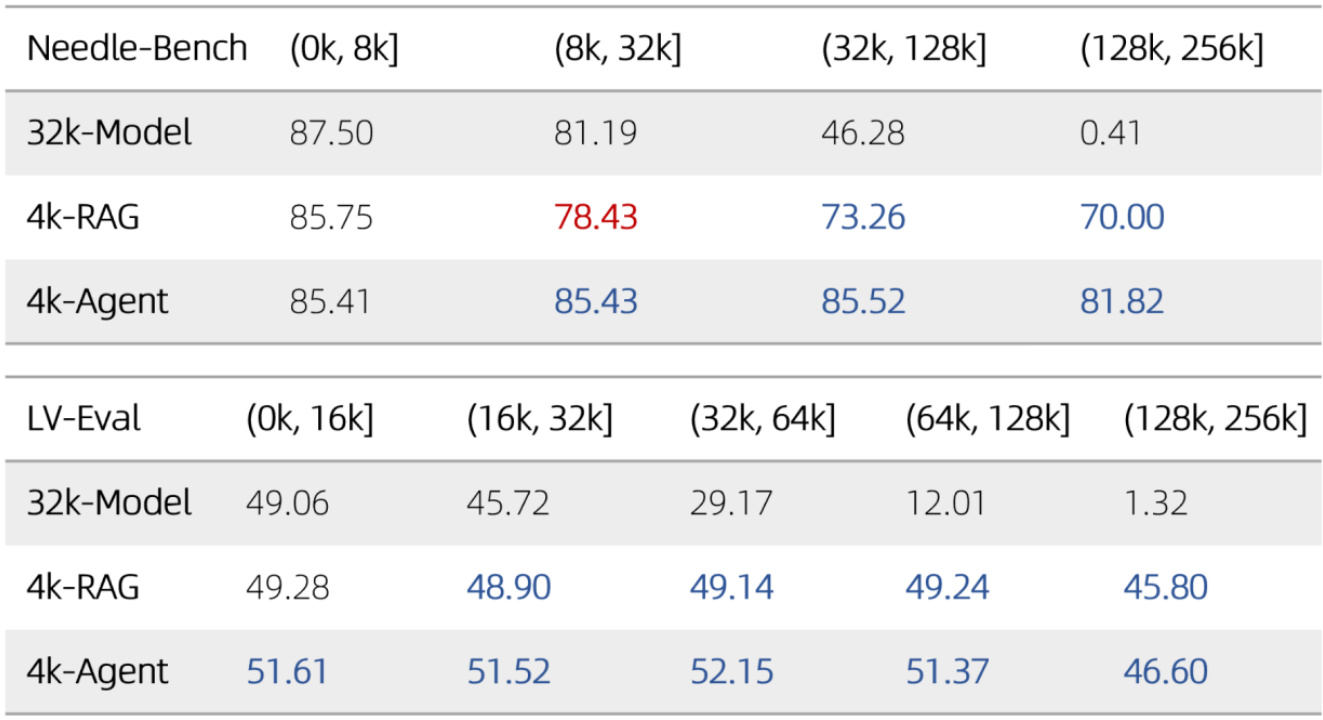 Needle-Bench (0k, 8k] (8k, 32k] (32k, 128k] (128k, 256k]
32k-Model 87.50 81.19 46.28 0.41
4k-RAG 85.75 78.43 73.26 70.00
4k-Agent 85.41 85.43 85.52 81.82
LV-Eval (0k, 16k] (16k, 32k] (32k, 64k] (64k, 128k] (128k, 256k]
32k-Model 49.06 45.72 29.17 12.01 1.32
4k-RAG 49.28 48.90 49.14 49.24 45.80
4k-Agent 51.61 51.52 52.15 51.37 46.60